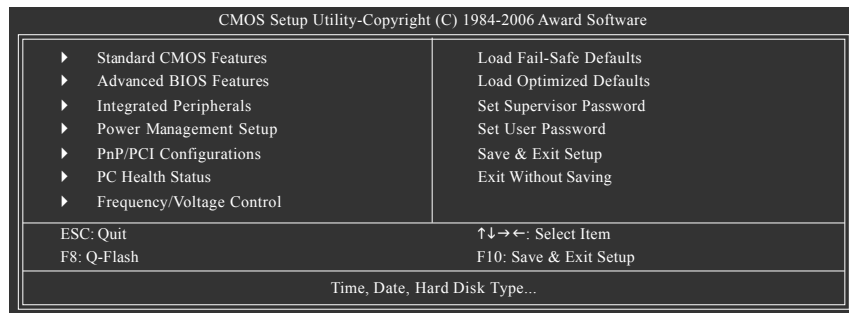 CMOS Setup Utility-Copyright (C) 1984-2006 Award Software
Standard CMOS Features
Advanced BIOS Features
Integrated Peripherals
Power Management Setup
PnP/PCI Configurations
PC Health Status
Frequency/Voltage Control
Load Fail-Safe Defaults
Load Optimized Defaults
Set Supervisor Password
Set User Password
Save & Exit Setup
Exit Without Saving
ESC: Quit
F8: Q-Flash
↑↓→←: Select Item
F10: Save & Exit Setup
Time, Date, Hard Disk Type...